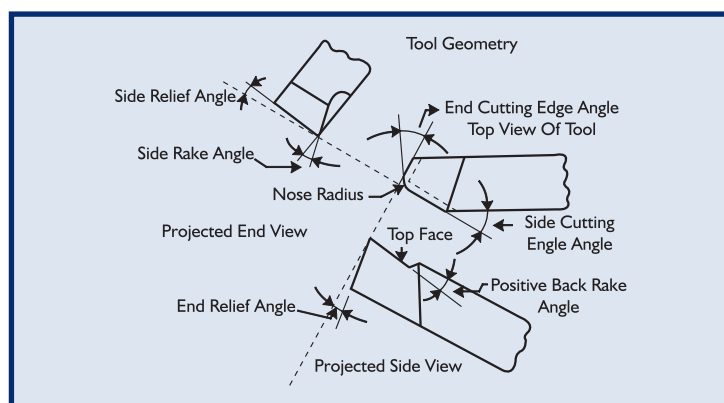 Tool Geometry
Side Relief Angle
End Cutting Edge Angle
Top View Of Tool
Side Rake Angle
Nose Radius
Projected End View
Top Face
Side Cutting
Engle Angle
Positive Back Rake
Angle
End Relief Angle
Projected Side View